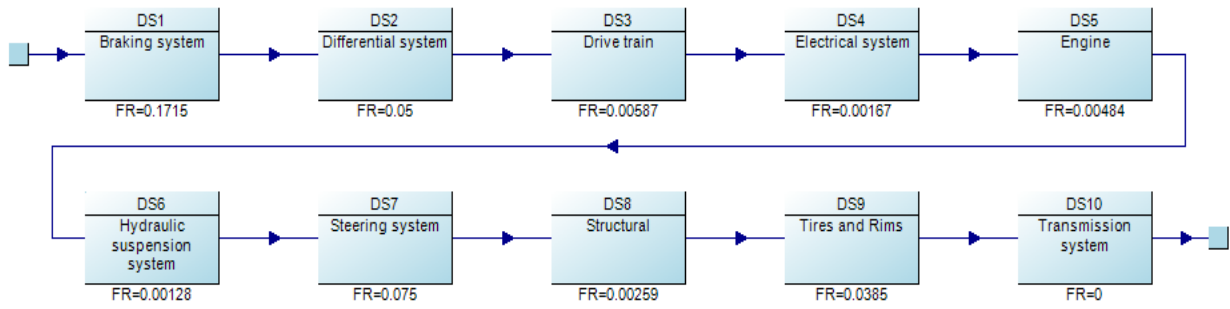 DS1
Braking system
FR=0.1715
DS2
Differential system
FR=0.05
DS3
Drive train
FR=0.00587
DS4
Electrical system
FR=0.00167
DS5
Engine
FR=0.00484
DS6
Hydraulic
suspension
system
FR=0.00128
DS7
Steering system
FR=0.075
DS8
Structural
FR=0.00259
DS9
Tires and Rims
FR=0.0385
DS10
Transmission
system
FR=0